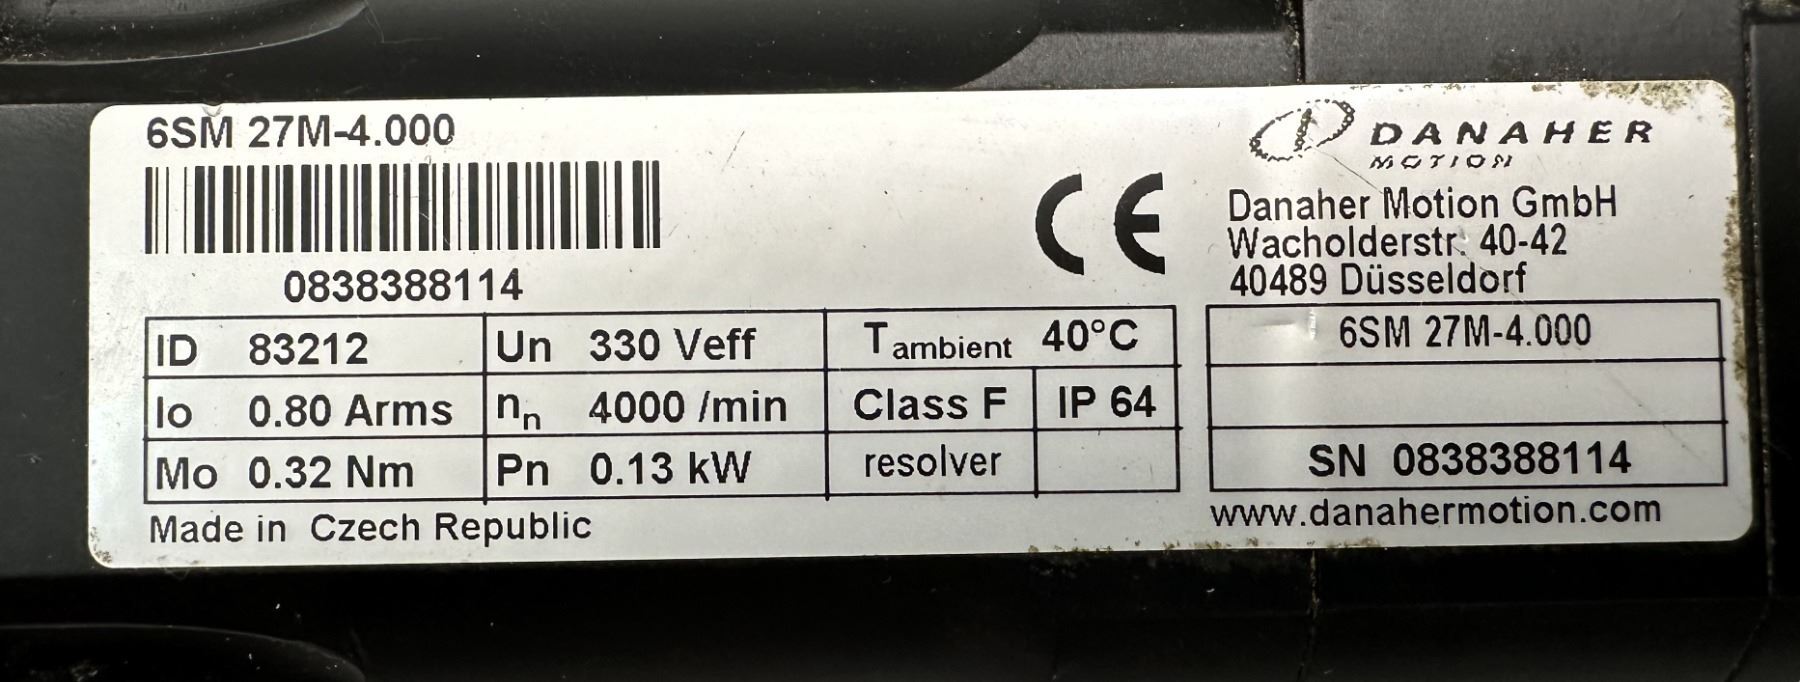 6SM 27M-4.000
0838388114
CE
DANAHER
MOTION
Danaher Motion GmbH
Wacholderstr. 40-42
40489 Düsseldorf
ID 83212 Un 330 Veff Tambient 40°C
Io 0.80 Arms nn 4000 /min Class F IP 64
Mo 0.32 Nm Pn 0.13 kW resolver
Made in Czech Republic
6SM 27M-4.000
SN 0838388114
www.danahermotion.com